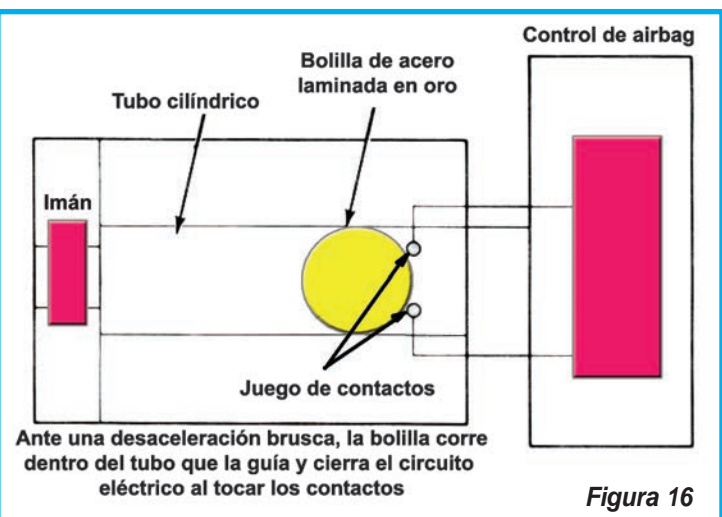 Control de airbag
Bolilla de acero
laminada en oro
Tubo cilíndrico
Imán
Juego de contactos
Ante una desaceleración brusca, la bolilla corre
dentro del tubo que la guía y cierra el circuito
eléctrico al tocar los contactos
Figura 16